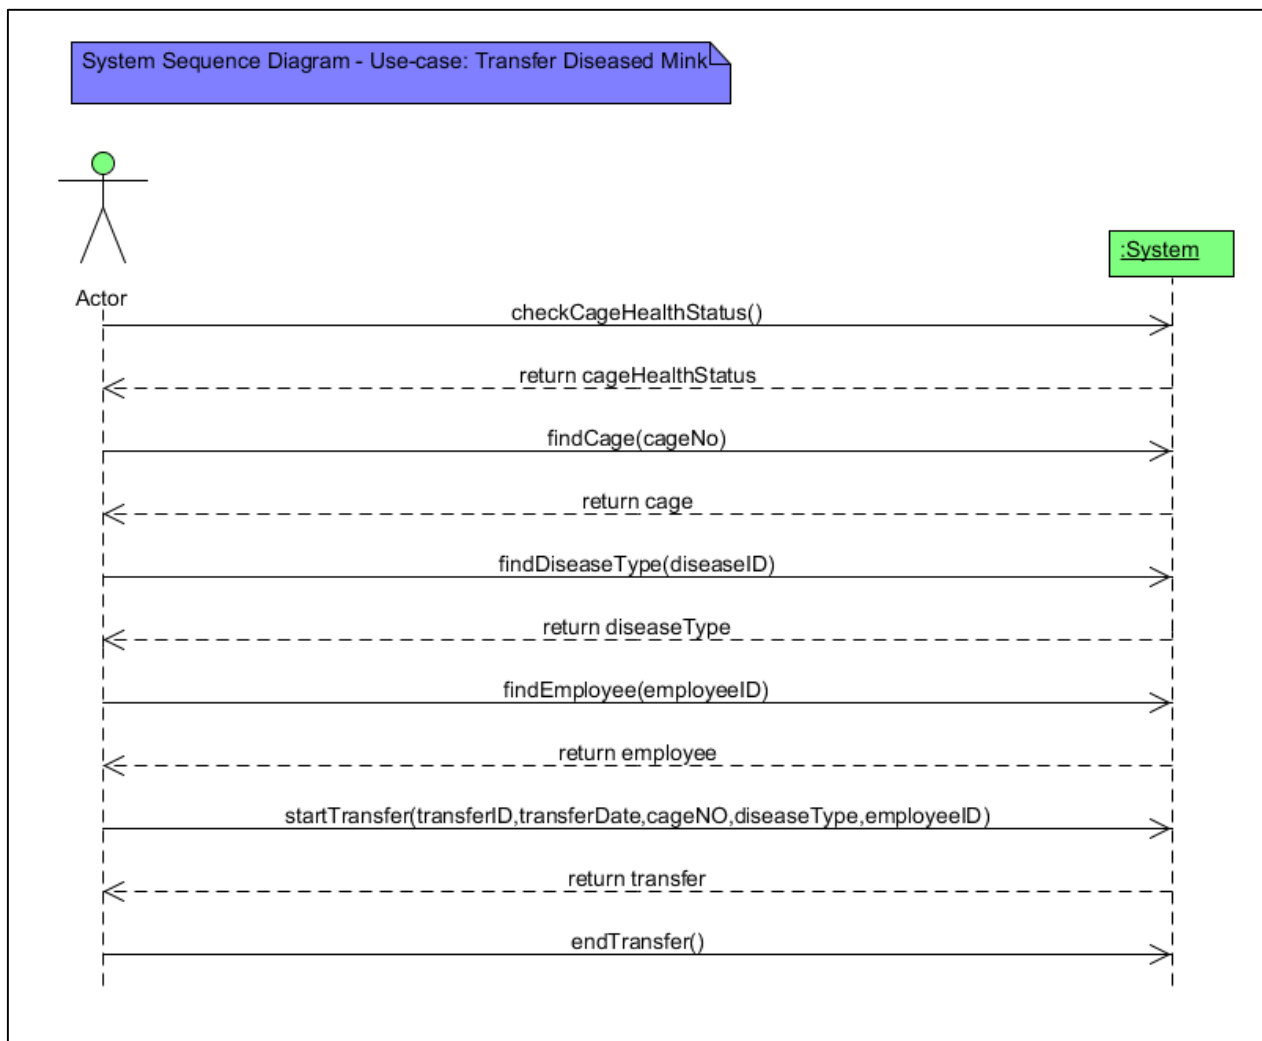 System Sequence Diagram - Use-case: Transfer Diseased Mink
:System
Actor
checkCageHealthStatus()
return cageHealthStatus
findCage(cageNo)
return cage
findDiseaseType(diseaseID)
return diseaseType
findEmployee(employeeID)
return employee
startTransfer(transferID,transferDate,cageNO,diseaseType,employeeID)
return transfer
endTransfer()